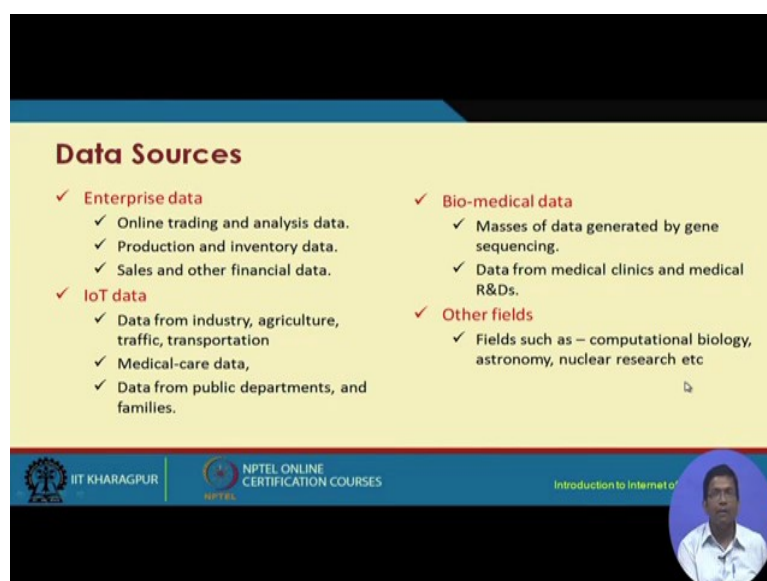 Data Sources
✓ Enterprise data
✓ Online trading and analysis data.
✓ Production and inventory data.
✓ Sales and other financial data.
✓ IoT data
✓ Data from industry, agriculture,
traffic, transportation
✓ Medical-care data,
✓ Data from public departments, and
families.
✓ Bio-medical data
✓ Masses of data generated by gene
sequencing.
✓ Data from medical clinics and medical
R&Ds.
✓ Other fields
✓ Fields such as – computational biology,
astronomy, nuclear research etc
IIT KHARAGPUR
NPTEL
NPTEL ONLINE
CERTIFICATION COURSES
Introduction to Internet of